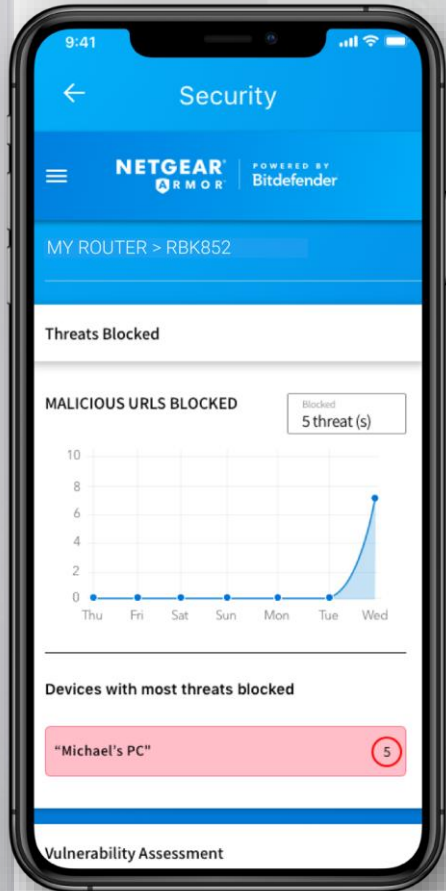 9:41
Security
NETGEAR®
ARMOR™
POWERED BY
Bitdefender
MY ROUTER > RBK852
Threats Blocked
MALICIOUS URLS BLOCKED
Blocked
5 threat (s)
10
8
6
4
2
0
Thu Fri Sat Sun Mon Tue Wed
Devices with most threats blocked
“Michael’s PC"
5
Vulnerability Assessment